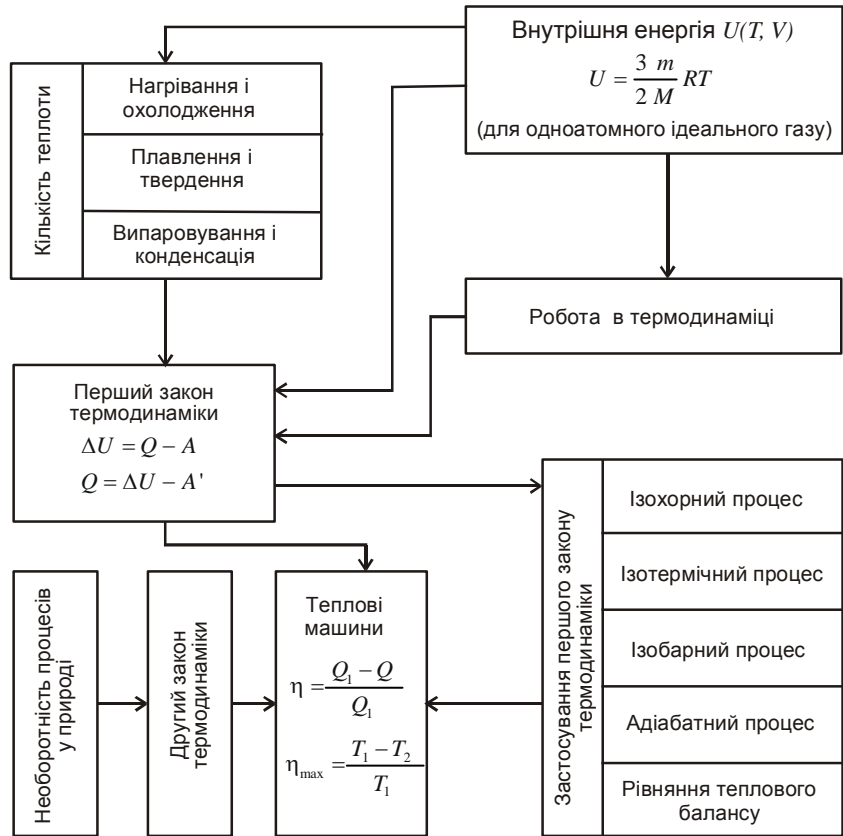 Внутрішня енергія U(T, V)
U = 3/2 m/M RT
(для одноатомного ідеального газу)
Кількість теплоти
Нагрівання і
охолодження
Плавлення і
твердення
Випаровування і
конденсація
Робота в термодинаміці
Перший закон
термодинаміки
ΔU = Q − A
Q = ΔU − A'
Застосування першого закону
термодинаміки
Ізохорний процес
Ізотермічний процес
Ізобарний процес
Адіабатний процес
Рівняння теплового
балансу
Необоротність процесів
у природі
Другий закон
термодинаміки
Теплові
машини
η = (Q₁ − Q)/Q₁
η_max = (T₁ − T₂)/T₁